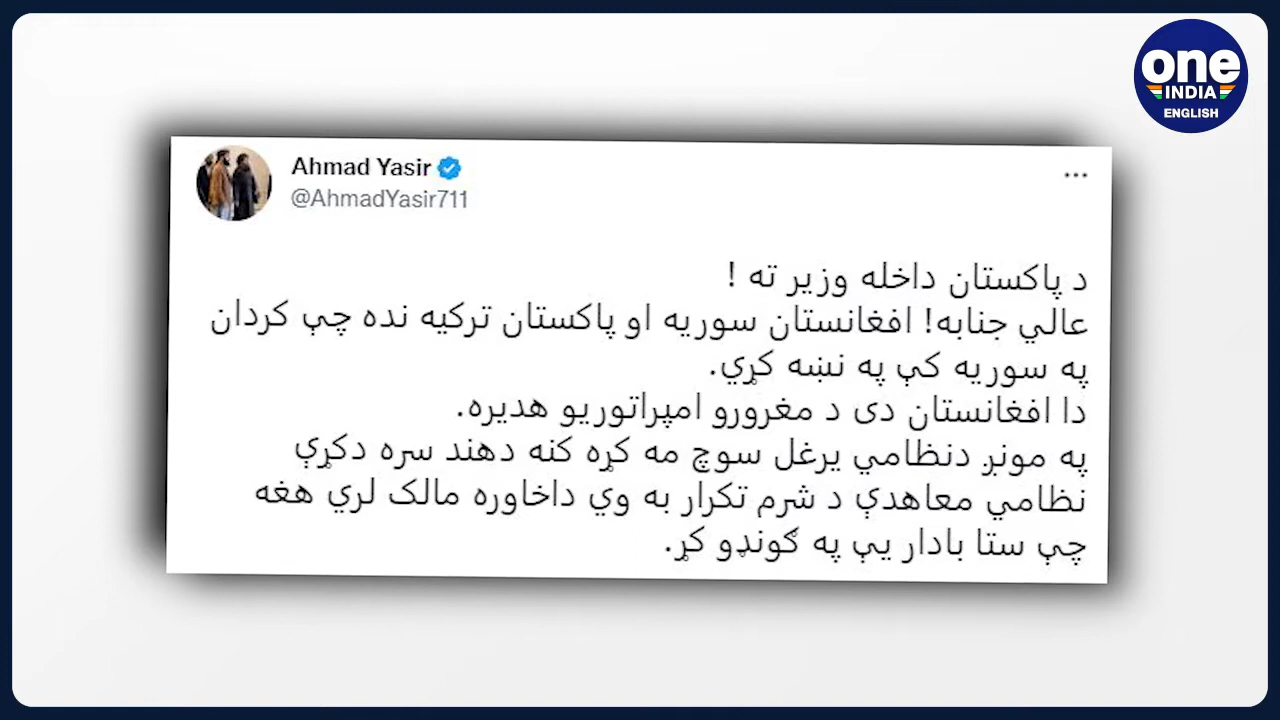 one
INDIA
ENGLISH
Ahmad Yasir
@AhmadYasir711
د پاکستان داخله وزیر ته !
عالي جنابه! افغانستان سوریه او پاکستان ترکیه نده چې کردان
په سوریه کې په نښه کړي.
دا افغانستان دی د مغرورو امپراتوریو هدیره.
په مونږ دنظامي یرغل سوچ مه کړه کنه دهند سره دکړې
نظامي معاهدې د شرم تکرار به وي داخاوره مالک لري هغه
چې ستا بادار یې په ګونډو کړ.